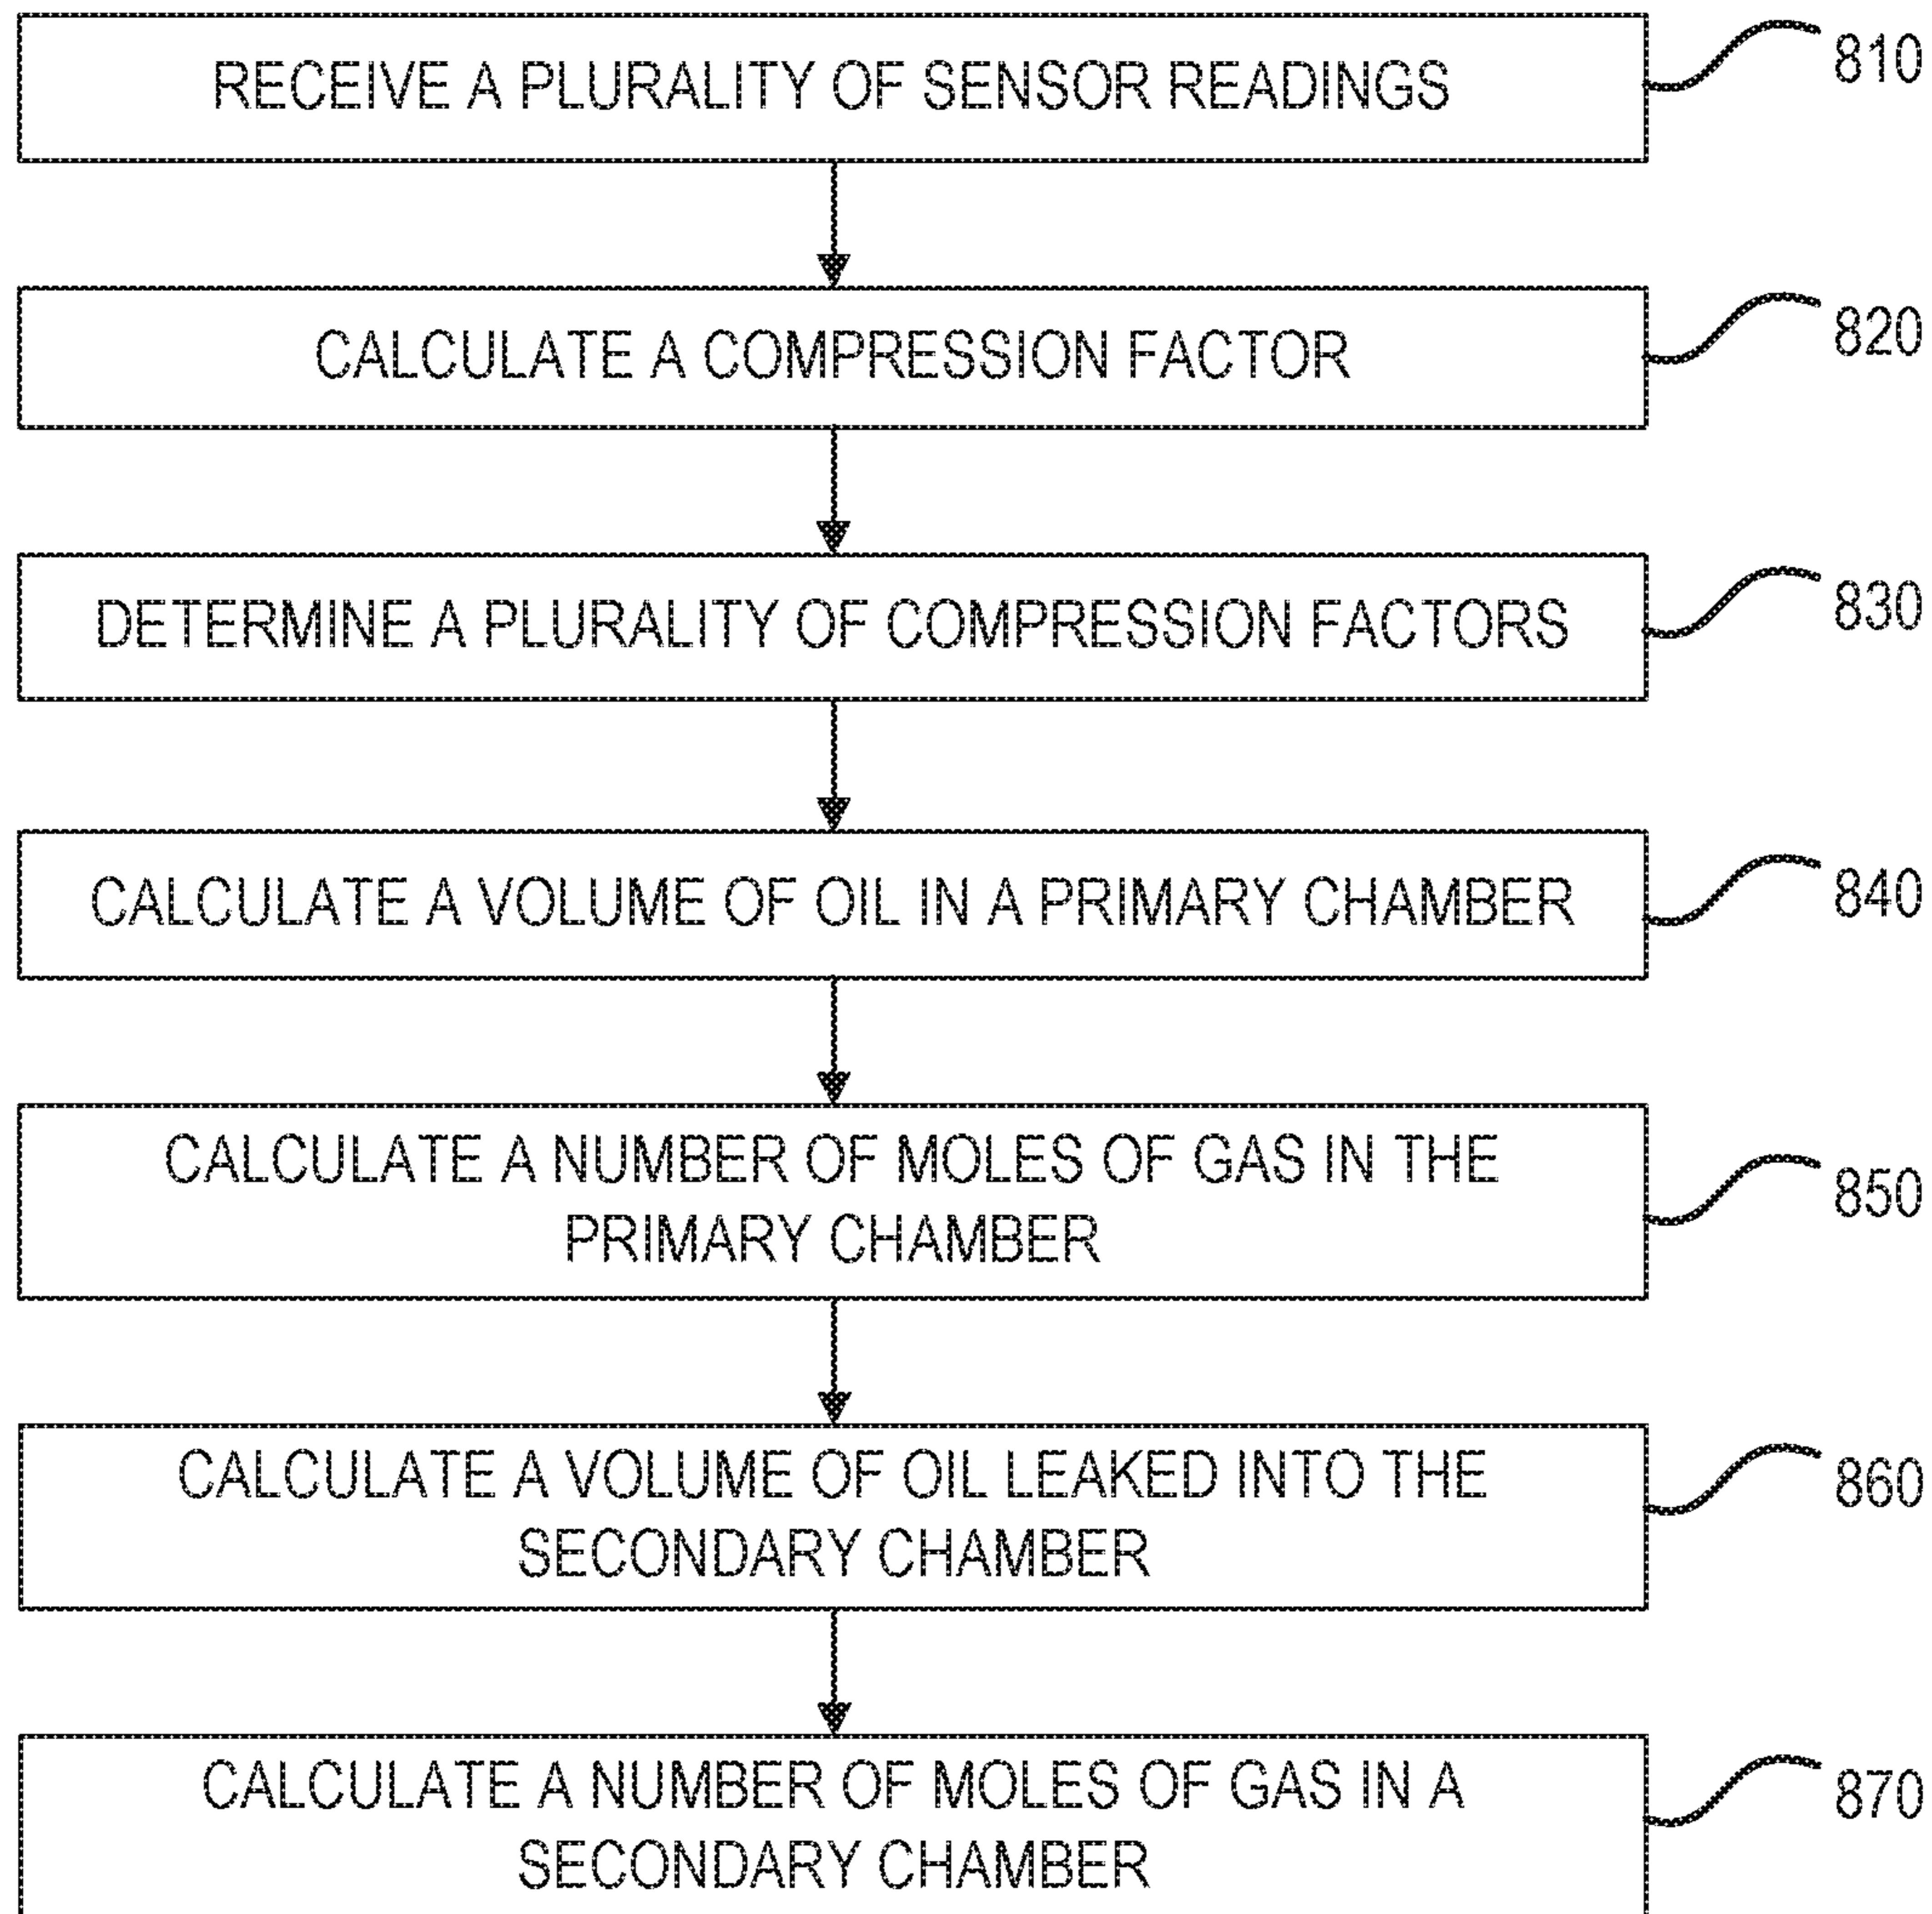 RECEIVE A PLURALITY OF SENSOR READINGS
810
CALCULATE A COMPRESSION FACTOR
820
DETERMINE A PLURALITY OF COMPRESSION FACTORS
830
CALCULATE A VOLUME OF OIL IN A PRIMARY CHAMBER
840
CALCULATE A NUMBER OF MOLES OF GAS IN THE
PRIMARY CHAMBER
850
CALCULATE A VOLUME OF OIL LEAKED INTO THE
SECONDARY CHAMBER
860
CALCULATE A NUMBER OF MOLES OF GAS IN A
SECONDARY CHAMBER
870